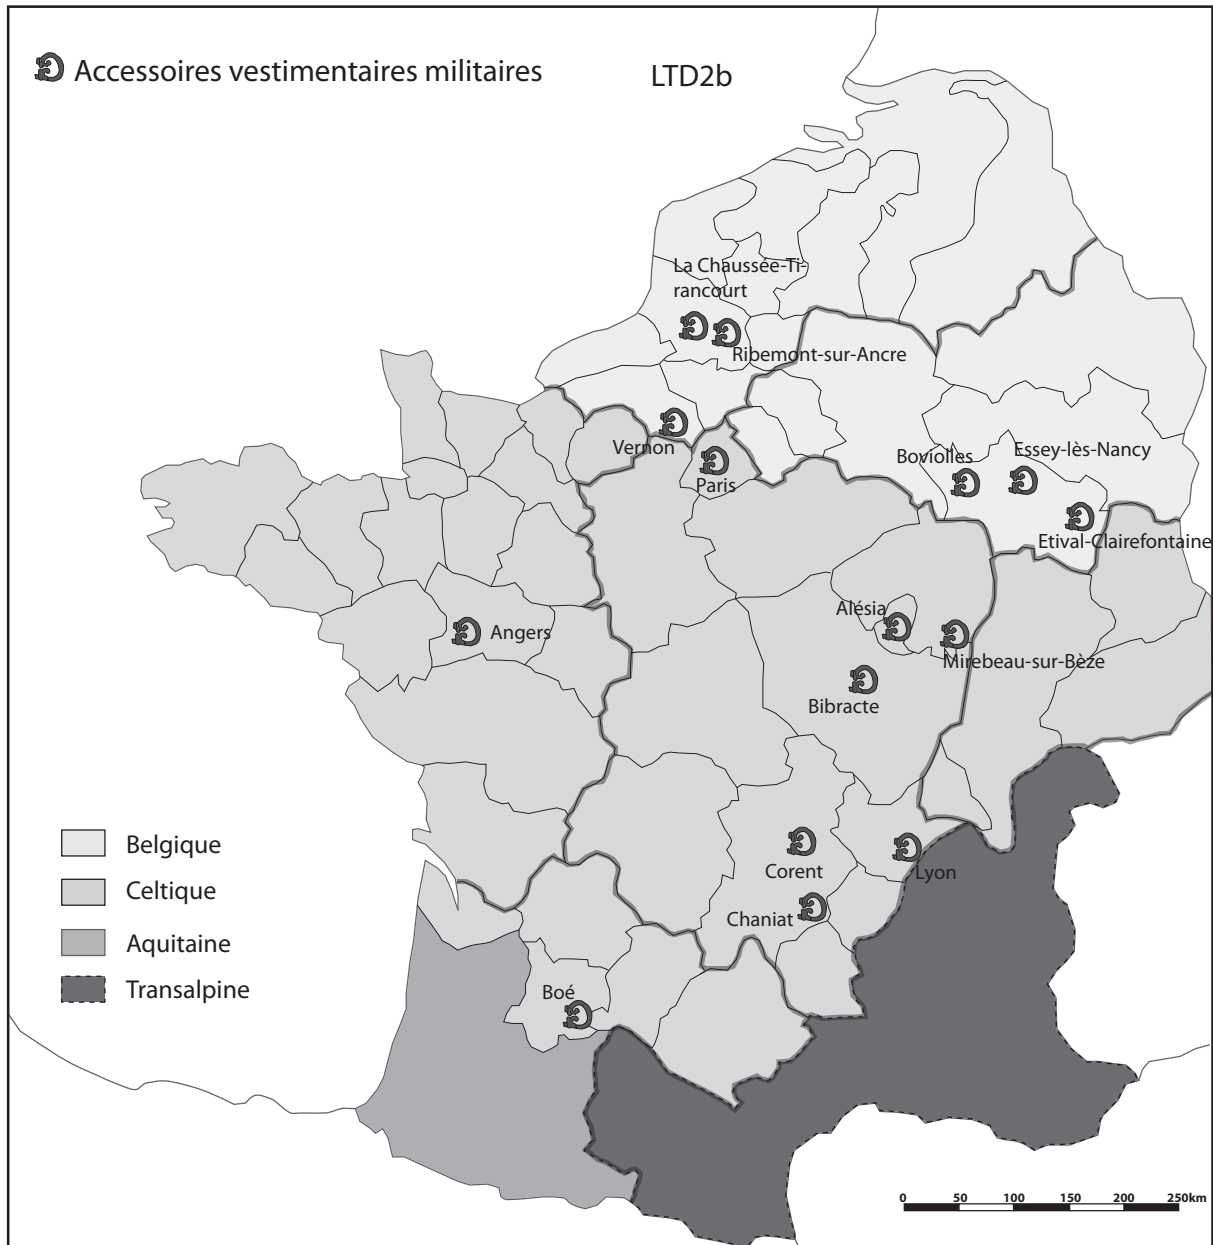 Accessoires vestimentaires militaires
LTD2b
La Chaussée-Ti-
rancourt
Ribemont-sur-Ancre
Vernon
Paris
Boviolles
Essey-lès-Nancy
Etival-Clairefontaine
Angers
Alésia
Mirebeau-sur-Bèze
Bibracte
Corent
Lyon
Chaniat
Boé
Belgique
Celtique
Aquitaine
Transalpine
0 50 100 150 200 250km